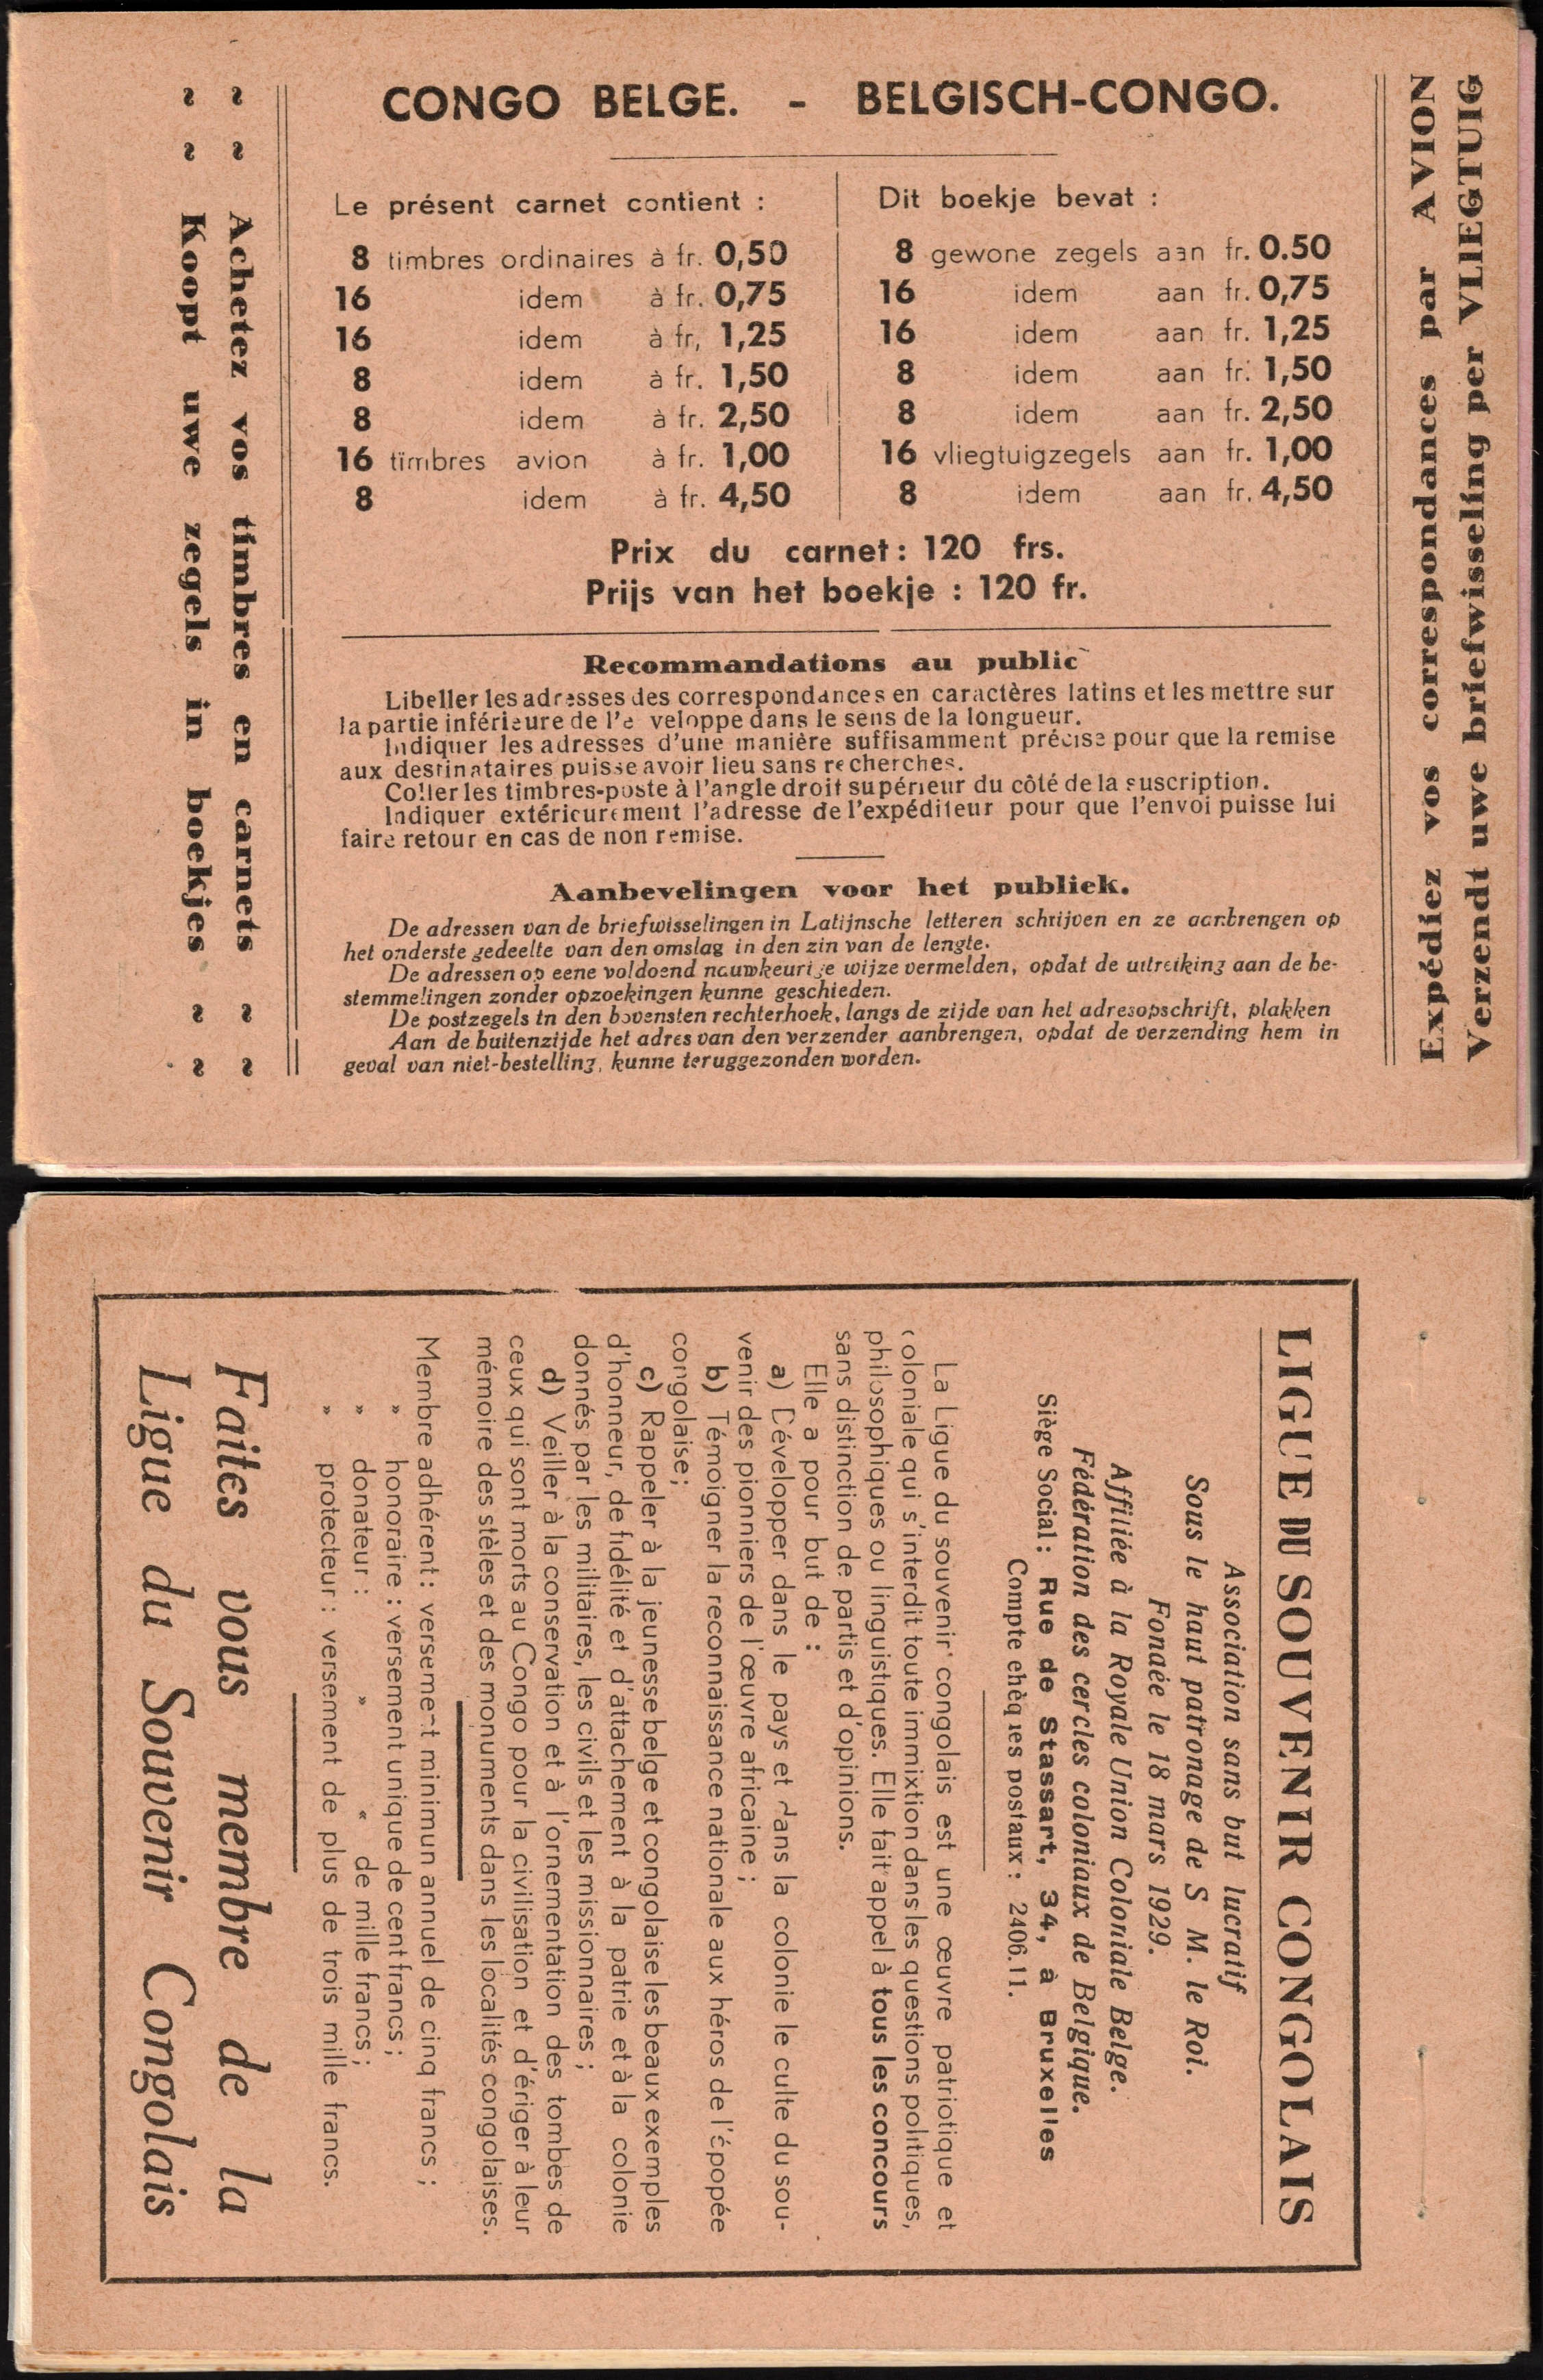 CONGO BELGE. - BELGISCH-CONGO.
Le présent carnet contient :
8 timbres ordinaires à fr. 0,50
16 idem à fr. 0,75
16 idem à fr, 1,25
8 idem à fr. 1,50
8 idem à fr. 2,50
16 timbres avion à fr. 1,00
8 idem à fr. 4,50
Dit boekje bevat :
8 gewone zegels aan fr. 0.50
16 idem aan fr. 0,75
16 idem aan fr. 1,25
8 idem aan fr. 1,50
8 idem aan fr. 2,50
16 vliegtuigzegels aan fr. 1,00
8 idem aan fr. 4,50
Prix du carnet : 120 frs.
Prijs van het boekje : 120 fr.
Recommandations au public
Libeller les adresses des correspondances en caractères latins et les mettre sur
la partie inférieure de l'e veloppe dans le sens de la longueur.
Indiquer les adresses d'une manière suffisamment précise pour que la remise
aux destinataires puisse avoir lieu sans recherches.
Coller les timbres-poste à l'angle droit supérieur du côté de la suscription.
Indiquer extérieurement l'adresse de l'expéditeur pour que l'envoi puisse lui
faire retour en cas de non remise.
Aanbevelingen voor het publiek.
De adressen van de briefwisselingen in Latijnsche letteren schrijven en ze aanbrengen op
het onderste gedeelte van den omslag in den zin van de lengte.
De adressen op eene voldoend nauwkeurige wijze vermelden, opdat de uitreiking aan de be-
stemmelingen zonder opzoekingen kunne geschieden.
De postzegels in den bovensten rechterhoek, langs de zijde van het adresopschrift, plakken
Aan de buitenzijde het adres van den verzender aanbrengen, opdat de verzending hem in
geval van niet-bestelling, kunne teruggezonden worden.
~ ~ Achetez vos timbres en carnets ~ ~
~ ~ Koopt uwe zegels in boekjes ~ ~
Expédiez vos correspondances par AVION
Verzendt uwe briefwisseling per VLIEGTUIG
LIGUE DU SOUVENIR CONGOLAIS
Association sans but lucratif
Sous le haut patronage de S M. le Roi.
Fondée le 18 mars 1929.
Affiliée à la Royale Union Coloniale Belge.
Fédération des cercles coloniaux de Belgique.
Siège Social : Rue de Stassart, 34, à Bruxelles
Compte chèques postaux : 2406.11.
La Ligue du souvenir congolais est une œuvre patriotique et
coloniale qui s'interdit toute immixtion dans les questions politiques,
philosophiques ou linguistiques. Elle fait appel à tous les concours
sans distinction de partis et d'opinions.
Elle a pour but de :
a) Développer dans le pays et dans la colonie le culte du sou-
venir des pionniers de l'œuvre africaine ;
b) Témoigner la reconnaissance nationale aux héros de l'épopée
congolaise ;
c) Rappeler à la jeunesse belge et congolaise les beaux exemples
d'honneur, de fidélité et d'attachement à la patrie et à la colonie
donnés par les militaires, les civils et les missionnaires ;
d) Veiller à la conservation et à l'ornementation des tombes de
ceux qui sont morts au Congo pour la civilisation et d'ériger à leur
mémoire des stèles et des monuments dans les localités congolaises.
Membre adhérent : versement minimun annuel de cinq francs ;
» honoraire : versement unique de cent francs ;
» donateur : » « de mille francs ;
» protecteur : versement de plus de trois mille francs.
Faites vous membre de la
Ligue du Souvenir Congolais